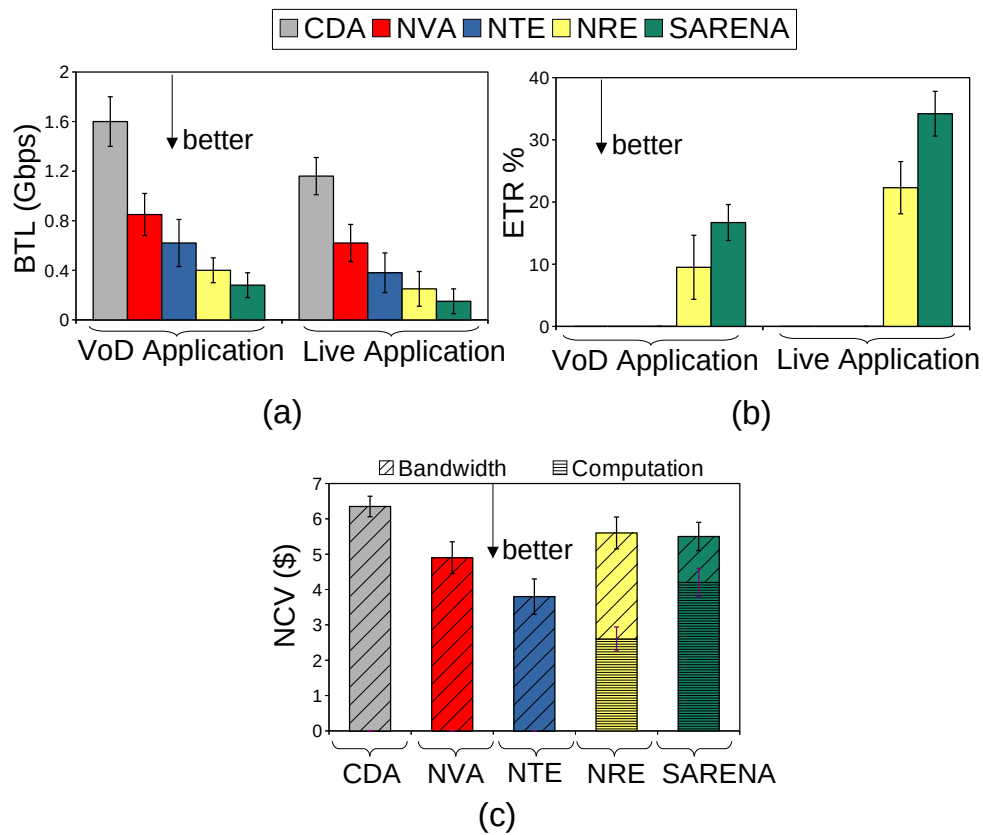 CDA NVA NTE NRE SARENA
BTL (Gbps)
2
1.6
1.2
0.8
0.4
0
better
VoD Application Live Application
(a)
ETR %
40
30
20
10
0
better
VoD Application Live Application
(b)
Bandwidth Computation
NCV ($)
7
6
5
4
3
2
1
0
better
CDA NVA NTE NRE SARENA
(c)